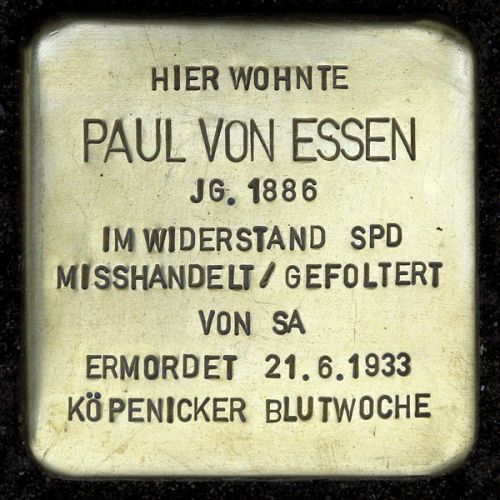 HIER WOHNTE
PAUL VON ESSEN
JG. 1886
IM WIDERSTAND SPD
MISSHANDELT / GEFOLTERT
VON SA
ERMORDET 21.6.1933
KÖPENICKER BLUTWOCHE